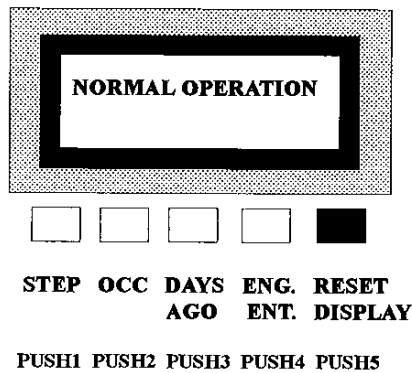 NORMAL OPERATION
STEP OCC DAYS ENG. RESET
AGO ENT. DISPLAY
PUSH1 PUSH2 PUSH3 PUSH4 PUSH5